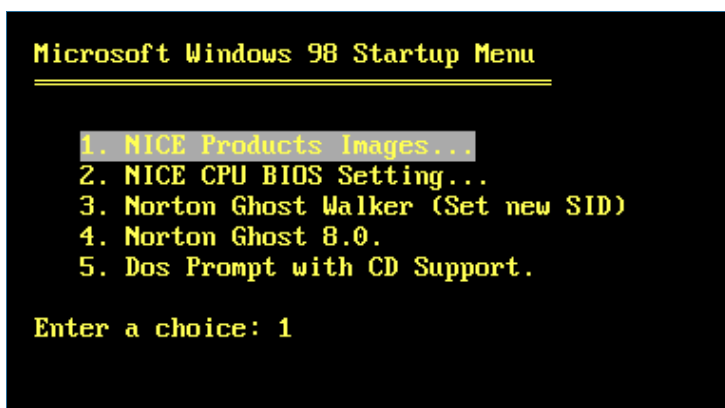 Microsoft Windows 98 Startup Menu
1. NICE Products Images...
2. NICE CPU BIOS Setting...
3. Norton Ghost Walker (Set new SID)
4. Norton Ghost 8.0.
5. Dos Prompt with CD Support.
Enter a choice: 1